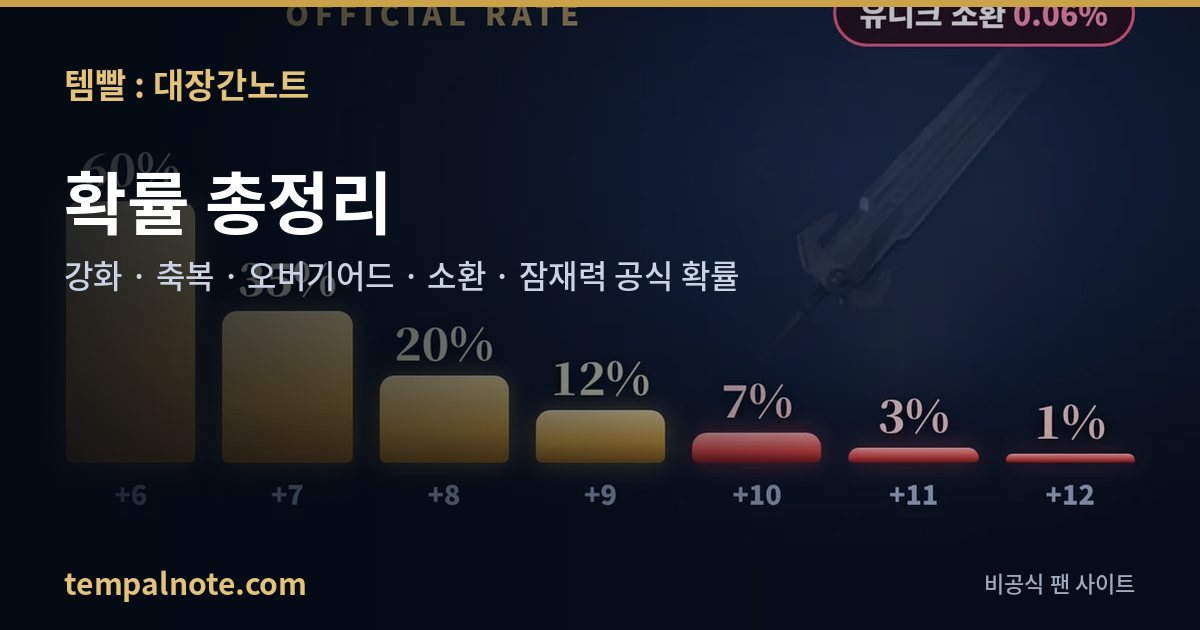 OFFICIAL RATE
유니크 소환 0.06%
템빨 : 대장간노트
60%
확률 총정리
강화 · 축복 · 오버기어드 · 소환 · 잠재력 공식 확률
35%
20%
12%
7%
3%
1%
+6
+7
+8
+9
+10
+11
+12
tempalnote.com
비공식 팬 사이트